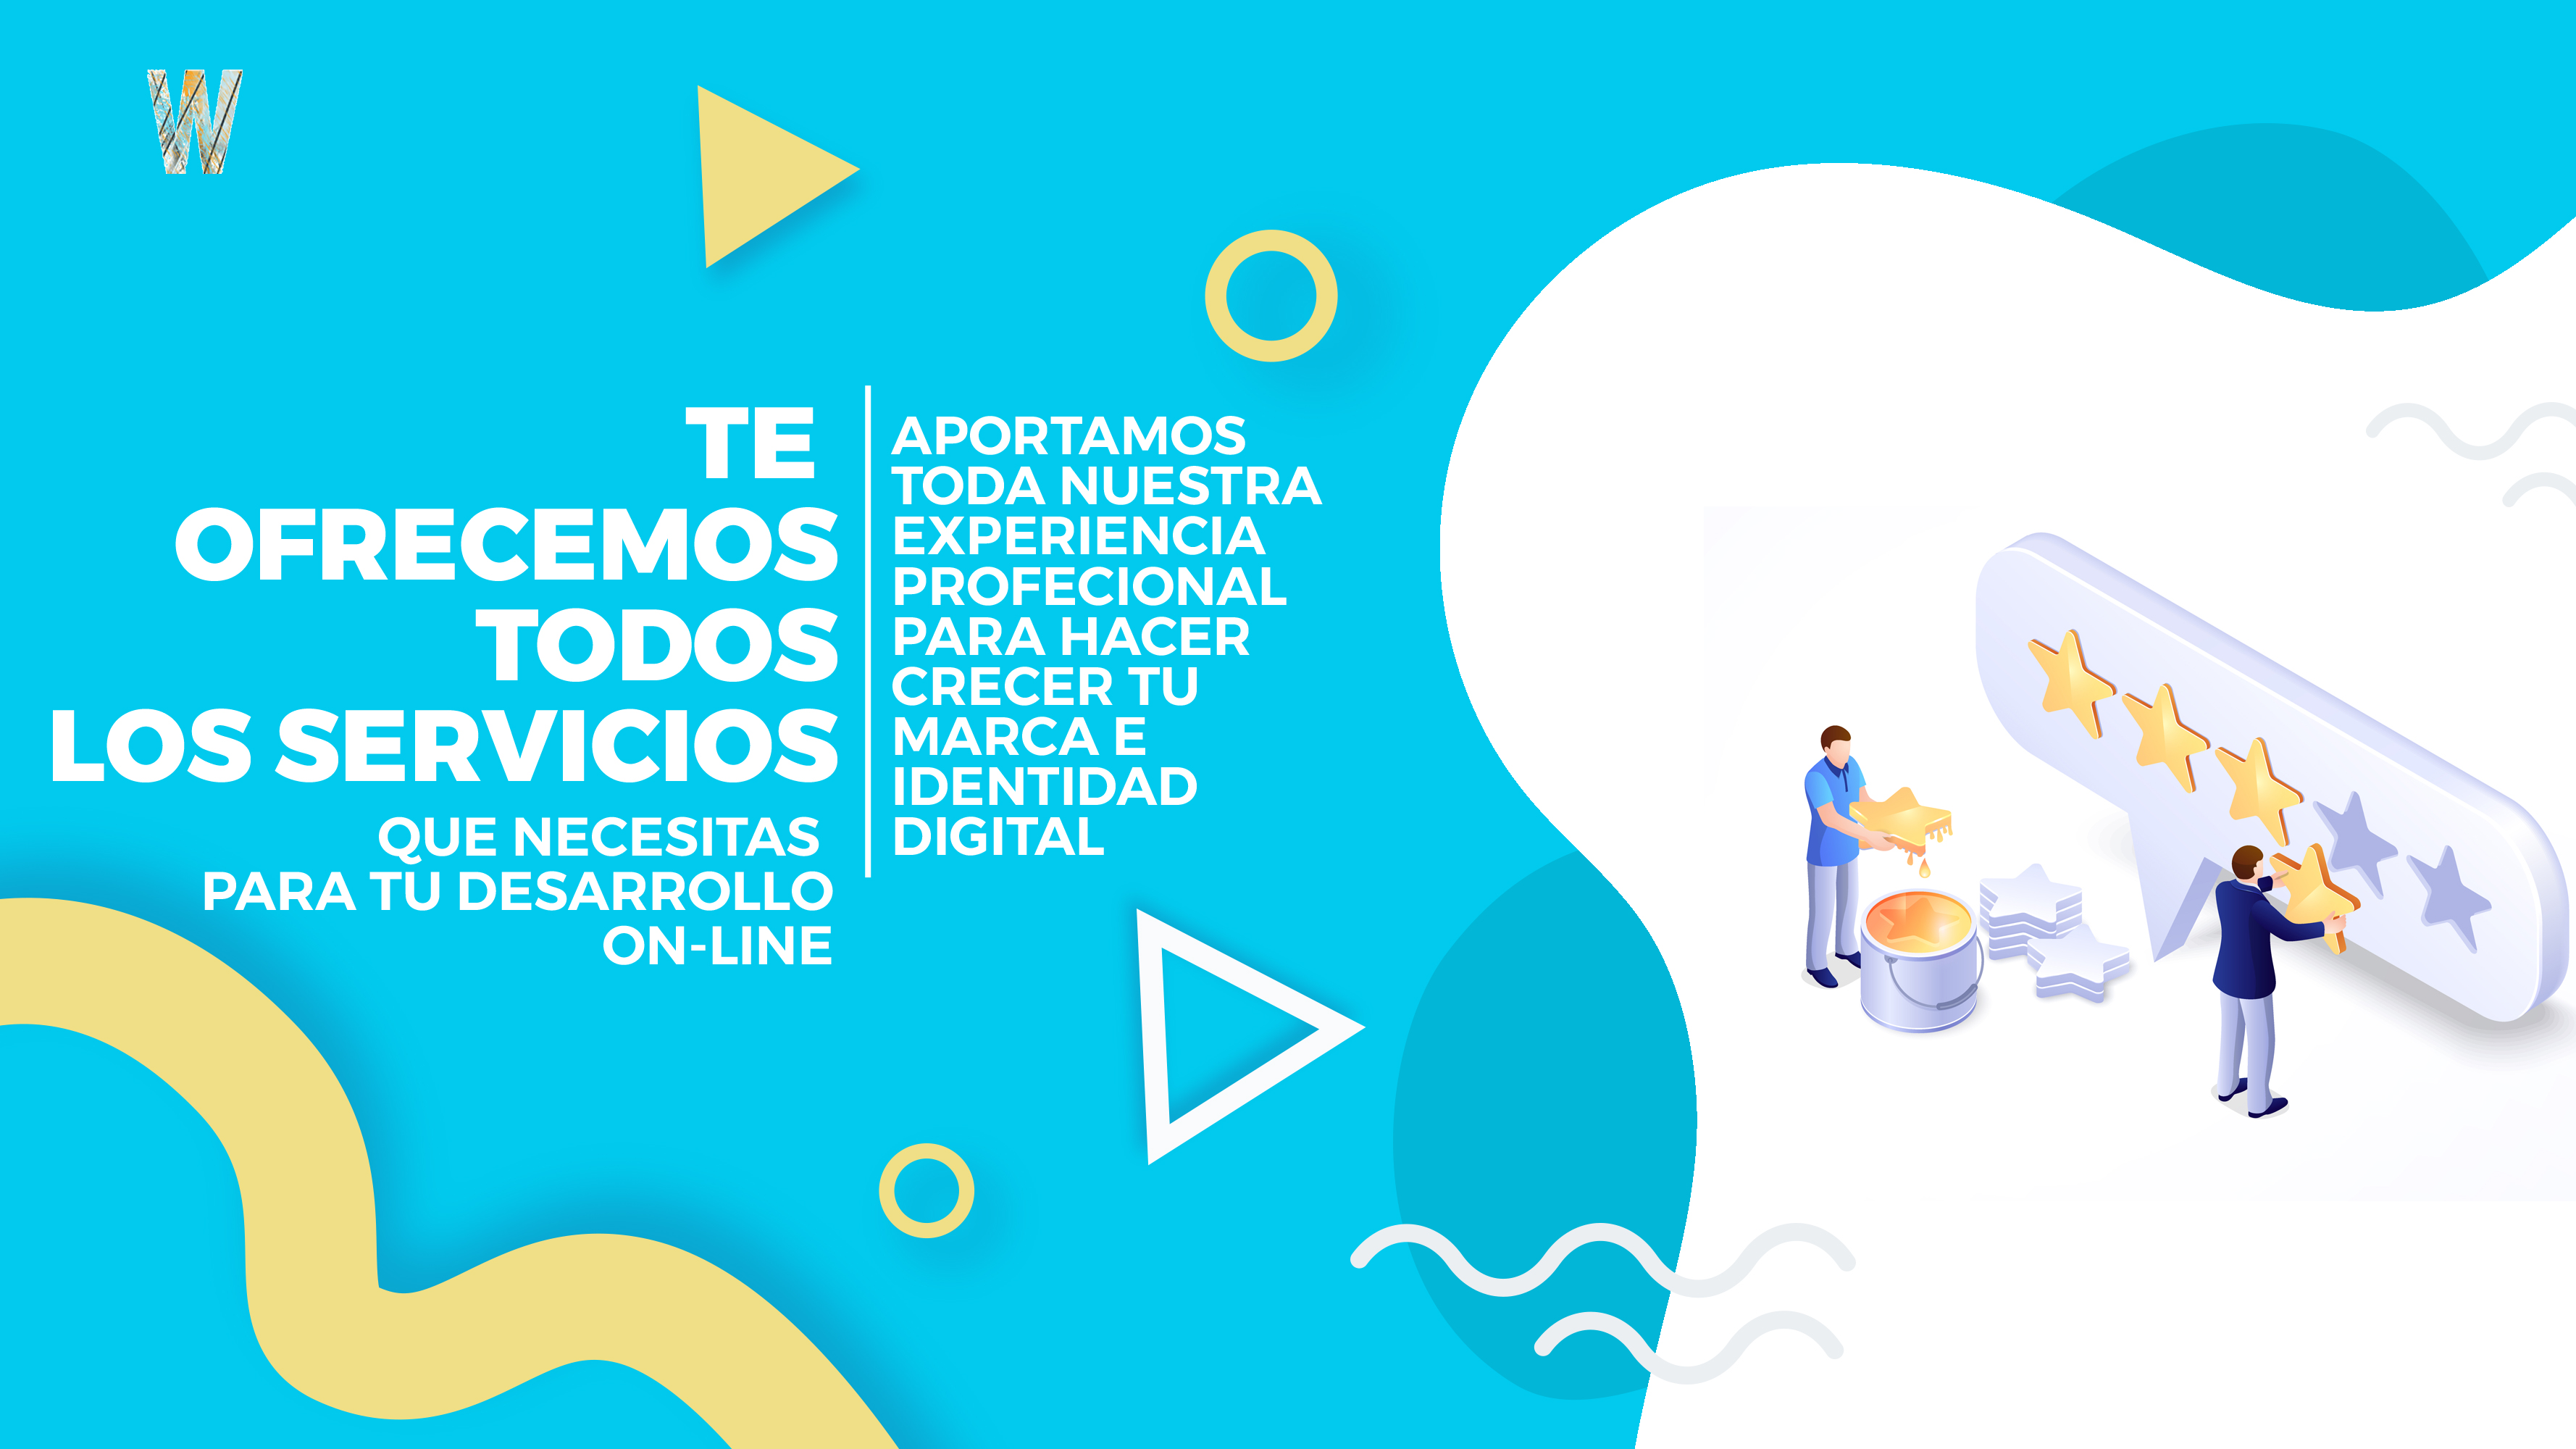 W
TE
OFRECEMOS
TODOS
LOS SERVICIOS
QUE NECESITAS
PARA TU DESARROLLO
ON-LINE
APORTAMOS
TODA NUESTRA
EXPERIENCIA
PROFECIONAL
PARA HACER
CRECER TU
MARCA E
IDENTIDAD
DIGITAL